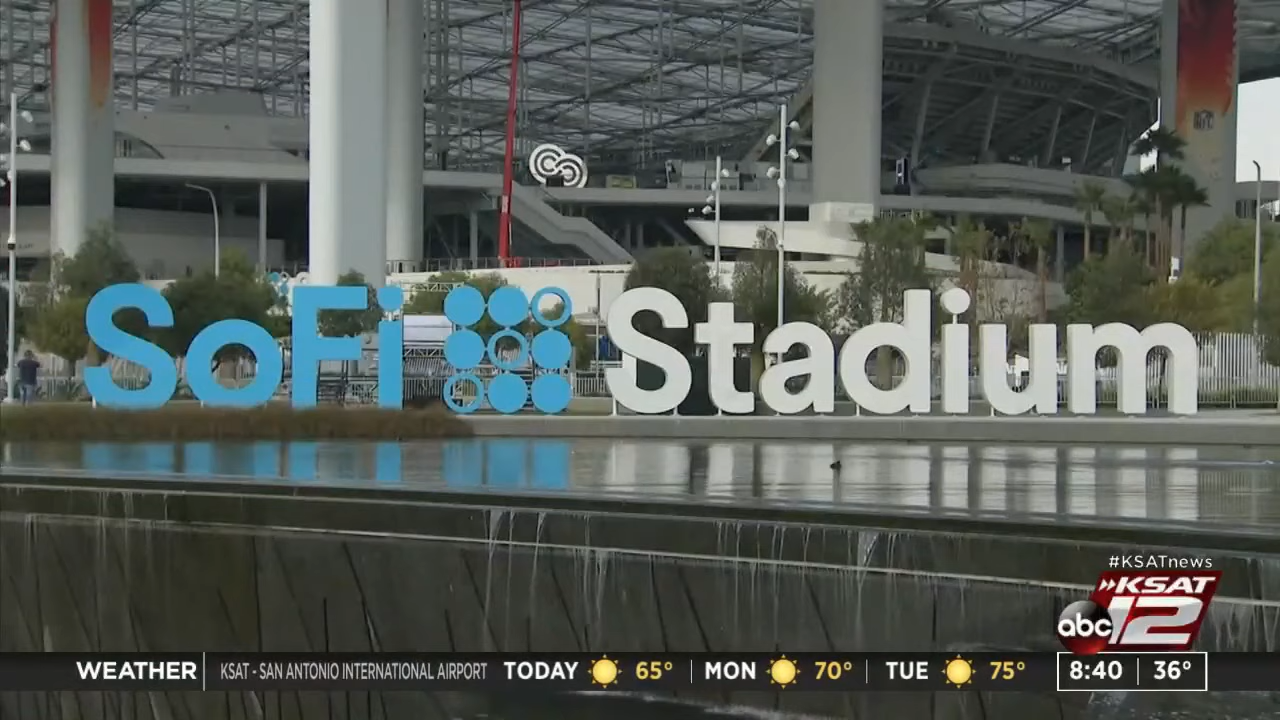 SoFi Stadium
#KSATnews
KSAT
abc 12
WEATHER KSAT - SAN ANTONIO INTERNATIONAL AIRPORT TODAY 65° MON 70° TUE 75° 8:40 36°